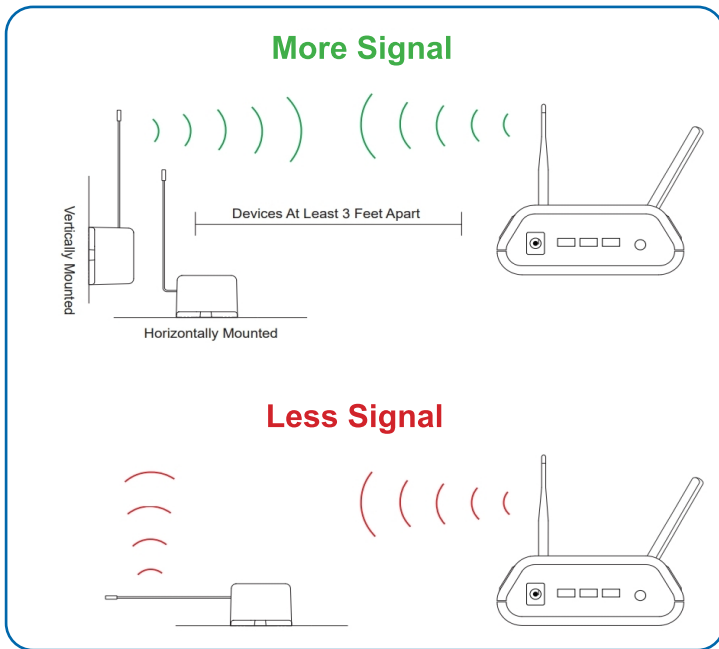 More Signal
Vertically Mounted
Devices At Least 3 Feet Apart
Horizontally Mounted
Less Signal